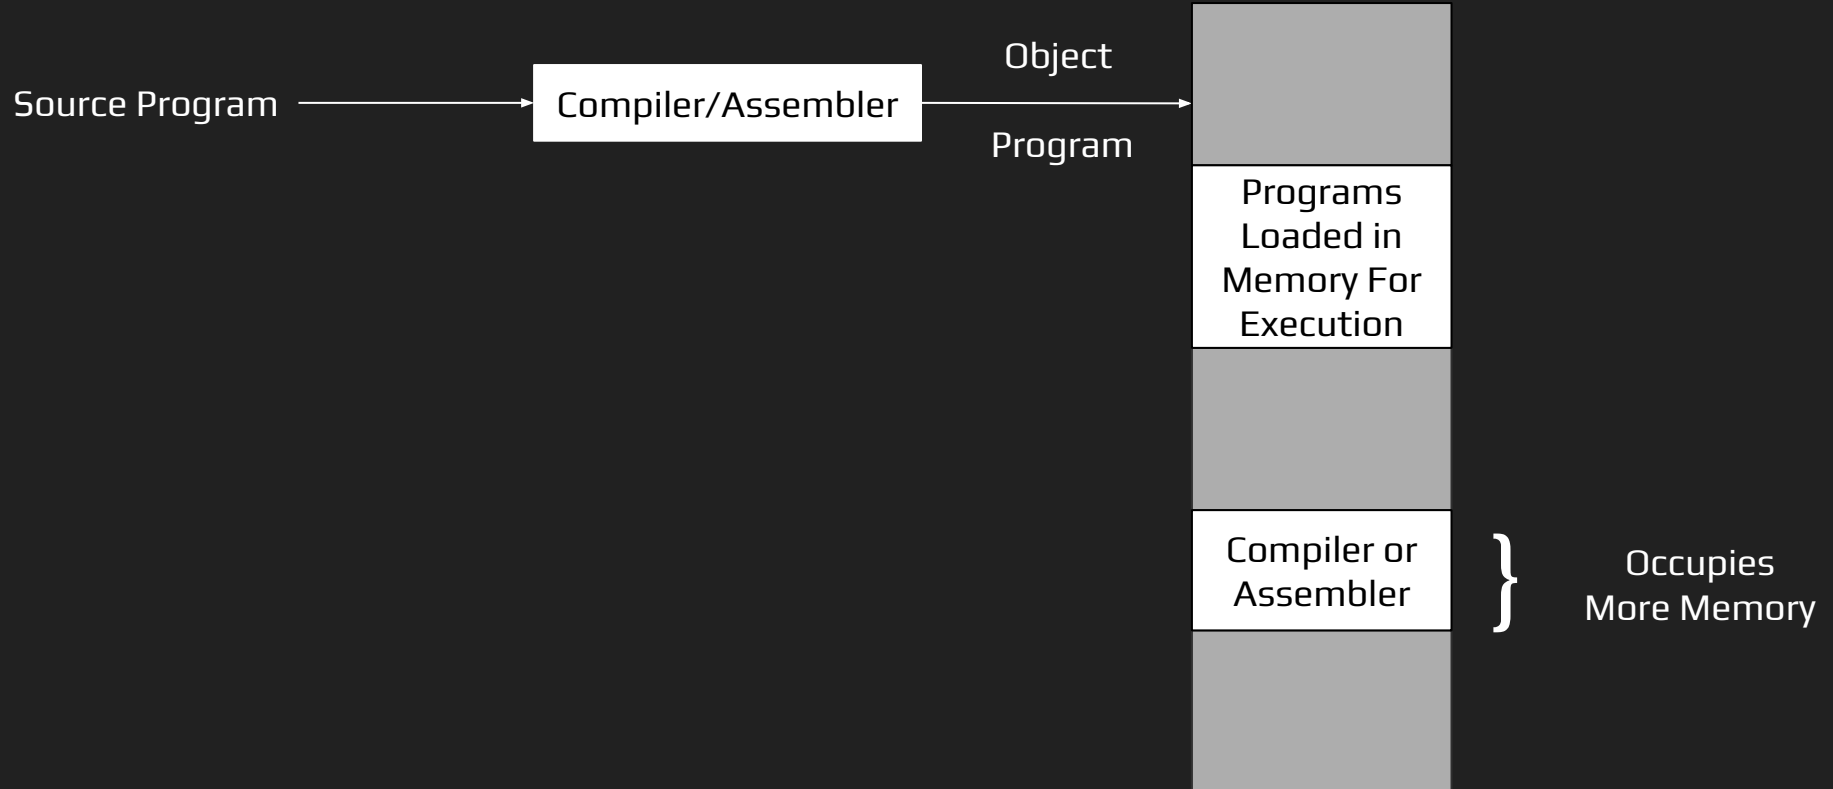 Source Program
Compiler/Assembler
Object
Program
Programs
Loaded in
Memory For
Execution
Compiler or
Assembler
}
Occupies
More Memory